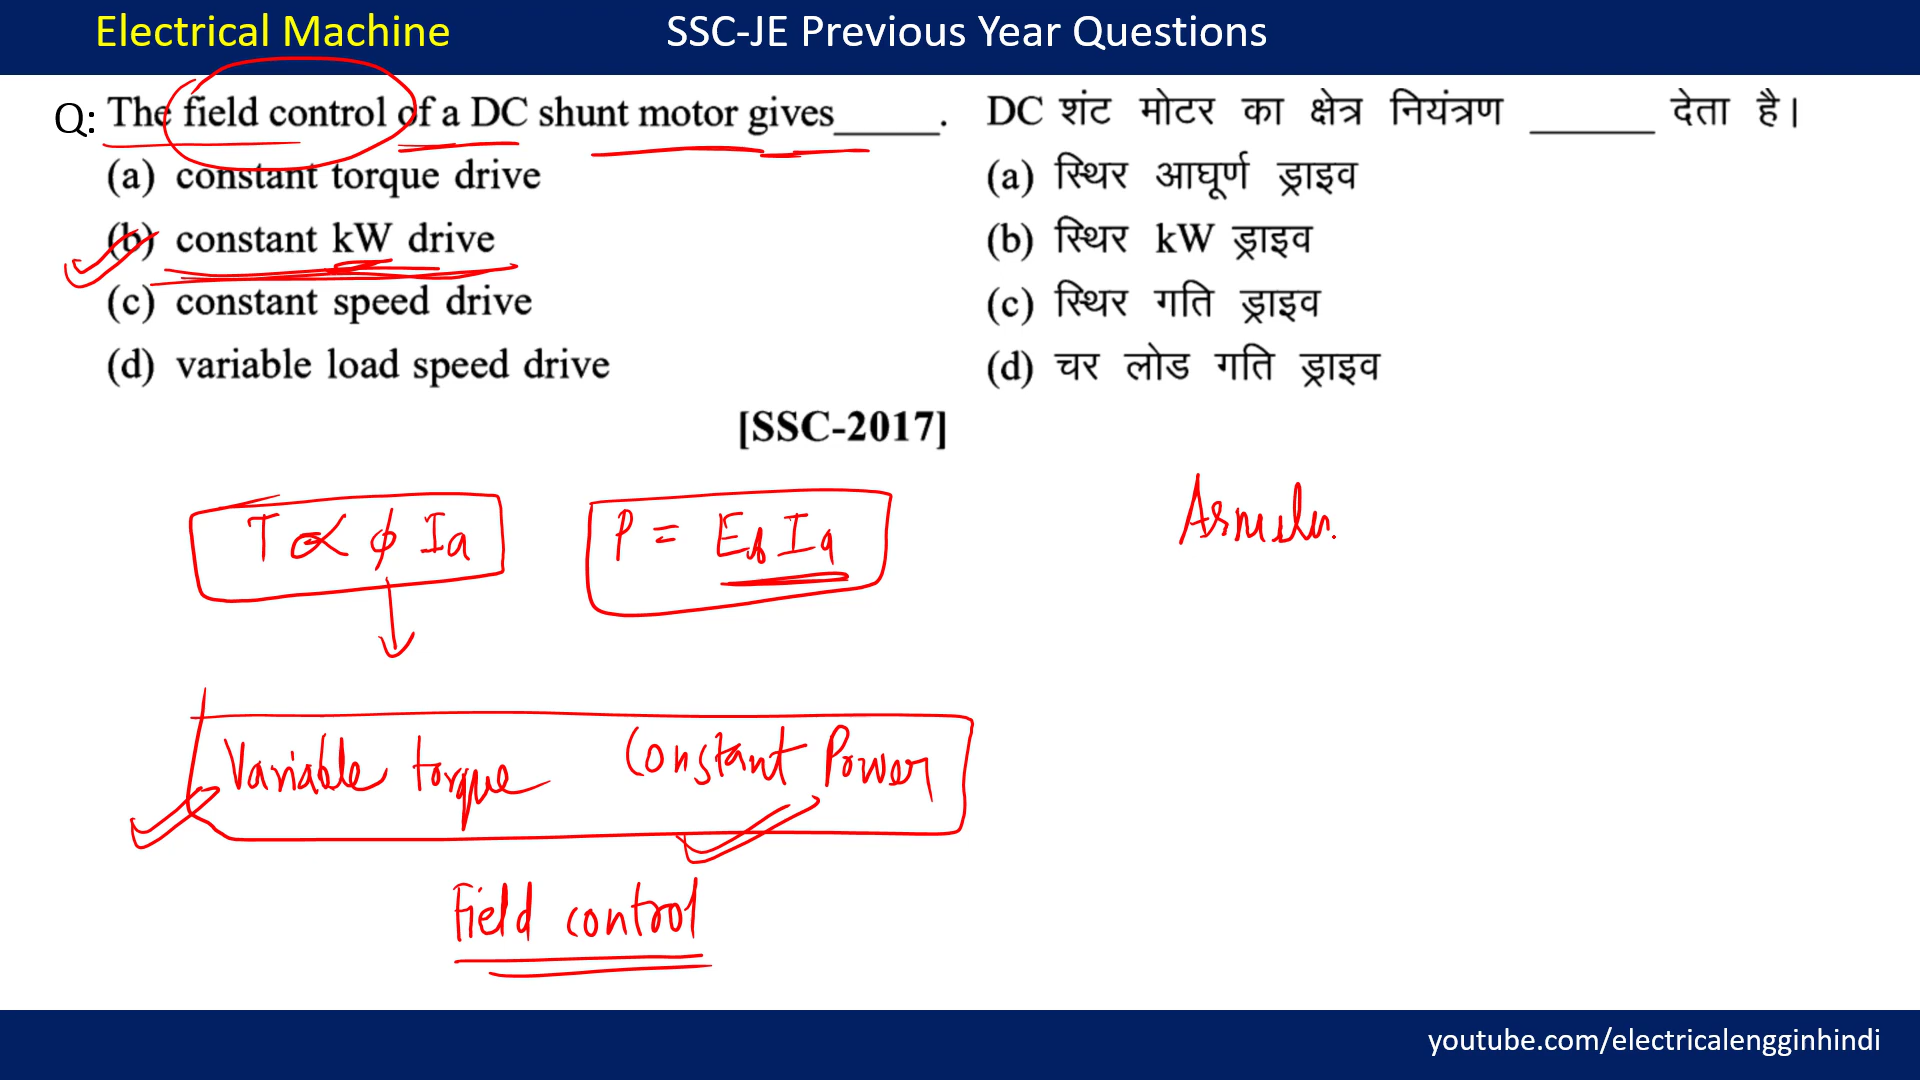 Electrical Machine
SSC-JE Previous Year Questions
Q: The field control of a DC shunt motor gives_____.
(a) constant torque drive
(b) constant kW drive
(c) constant speed drive
(d) variable load speed drive
[SSC-2017]
DC शंट मोटर का क्षेत्र नियंत्रण ______ देता है।
(a) स्थिर आघूर्ण ड्राइव
(b) स्थिर kW ड्राइव
(c) स्थिर गति ड्राइव
(d) चर लोड गति ड्राइव
T ∝ ϕ Ia
P = Eb Ia
Variable torque Constant Power
Field control
youtube.com/electricalengginhindi